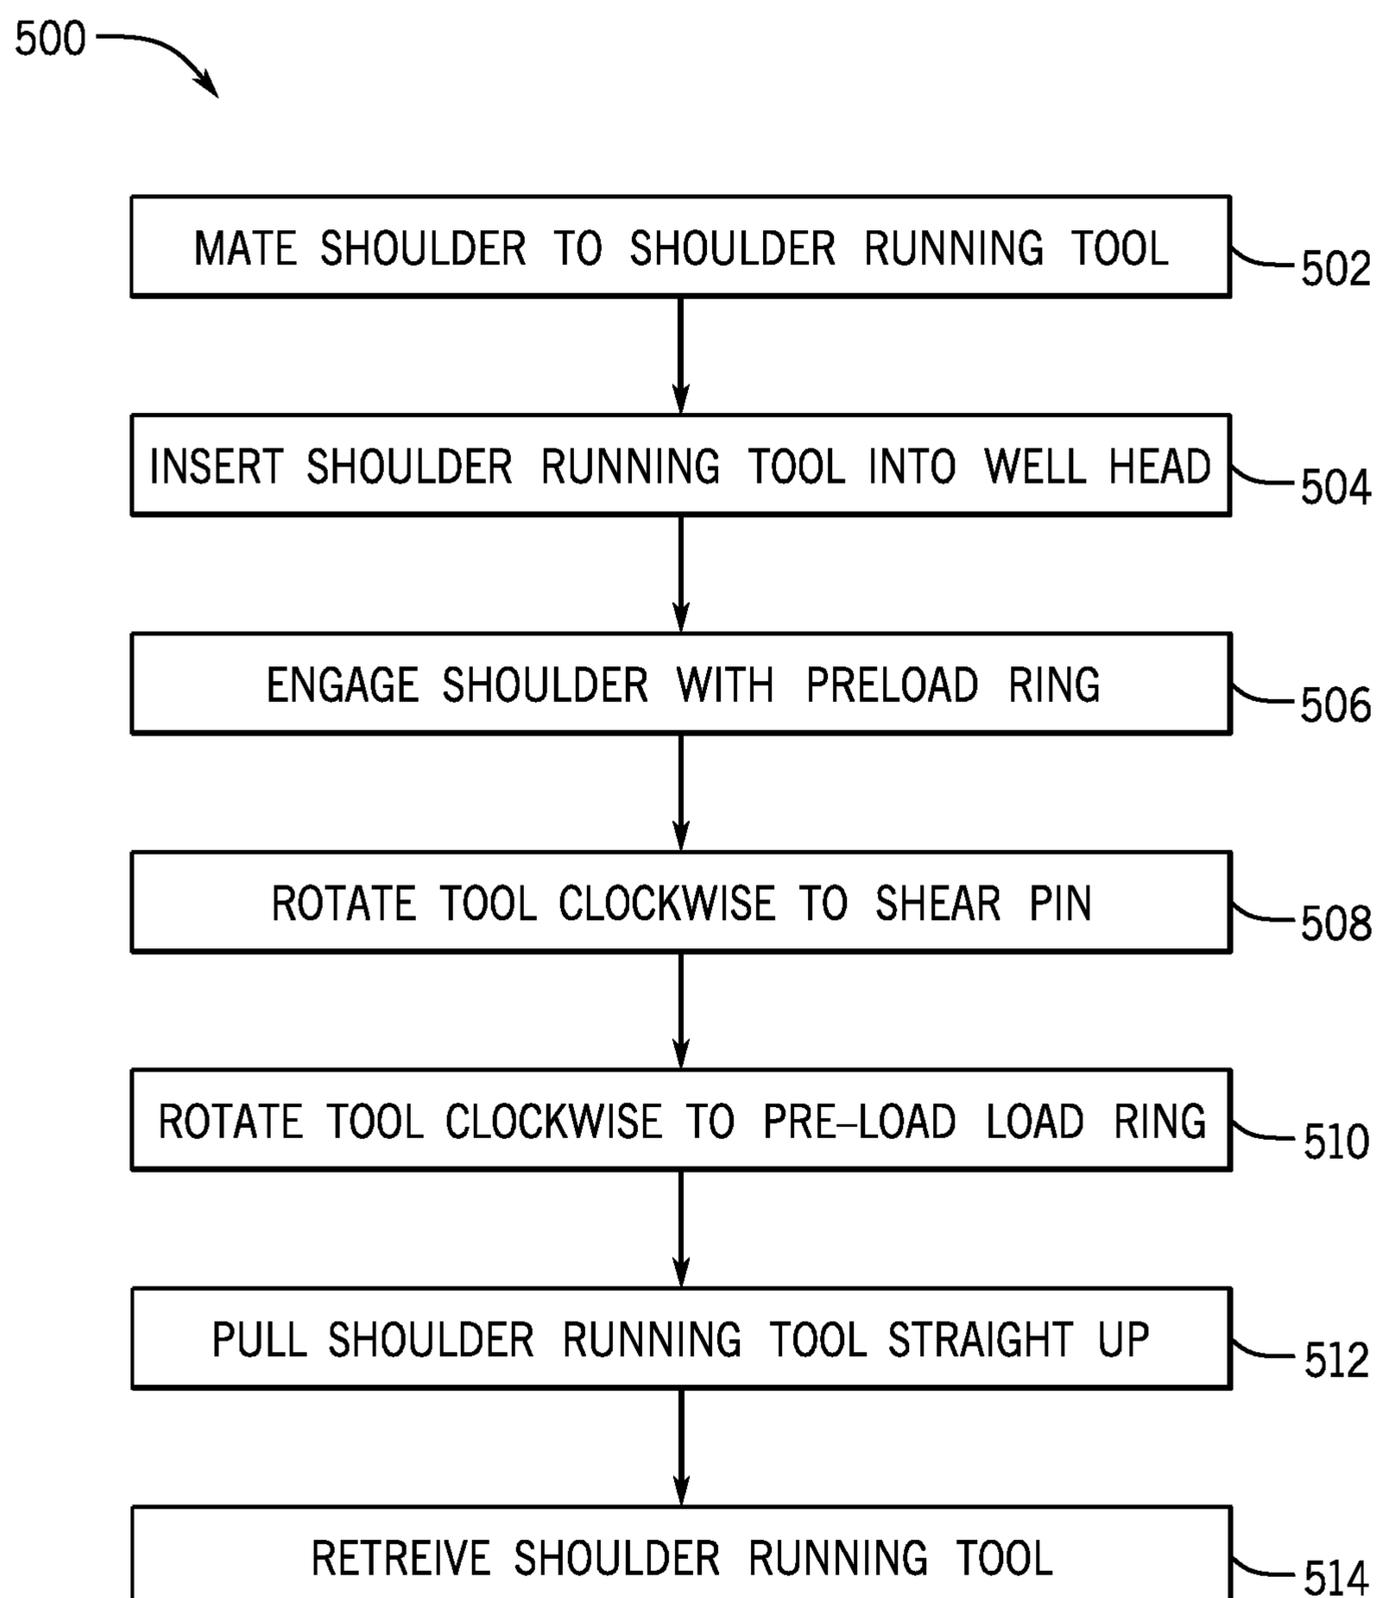 500
MATE SHOULDER TO SHOULDER RUNNING TOOL
502
INSERT SHOULDER RUNNING TOOL INTO WELL HEAD
504
ENGAGE SHOULDER WITH PRELOAD RING
506
ROTATE TOOL CLOCKWISE TO SHEAR PIN
508
ROTATE TOOL CLOCKWISE TO PRE–LOAD LOAD RING
510
PULL SHOULDER RUNNING TOOL STRAIGHT UP
512
RETREIVE SHOULDER RUNNING TOOL
514